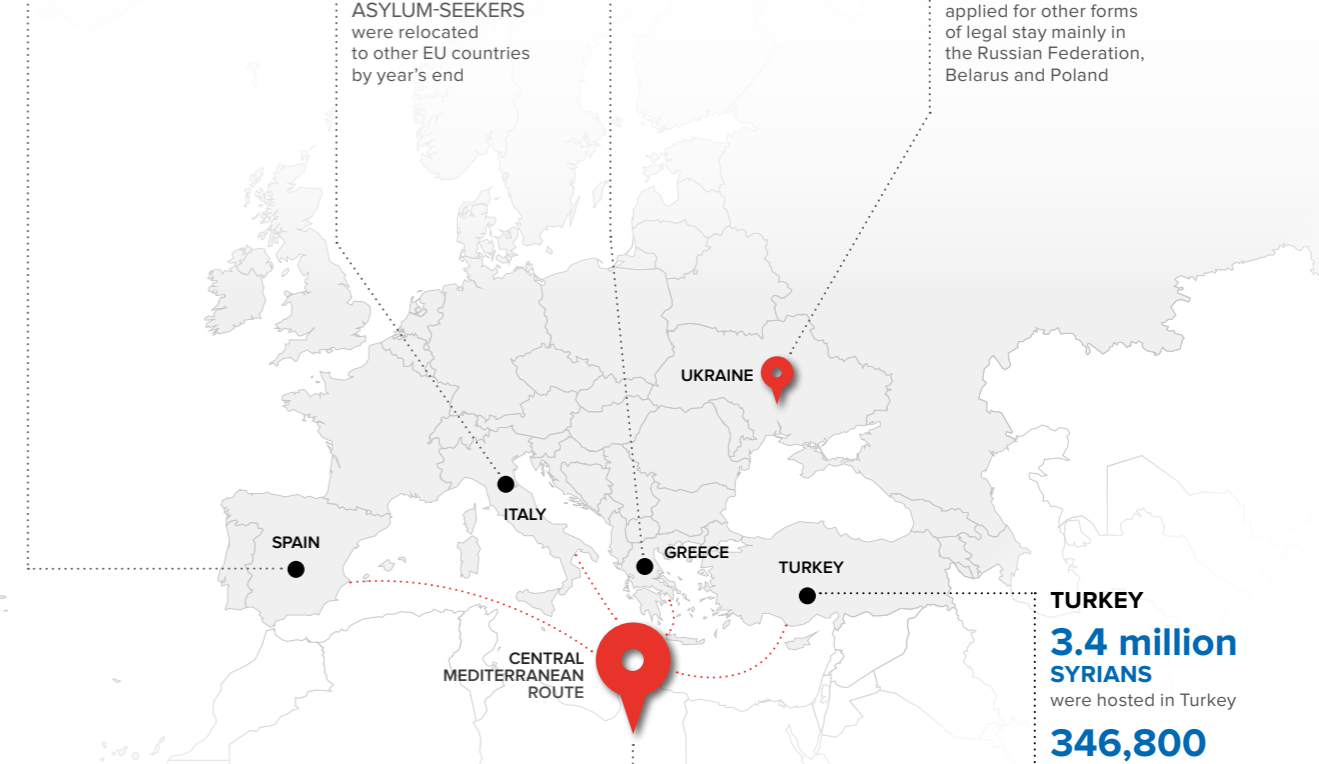 ASYLUM-SEEKERS
were relocated
to other EU countries
by year’s end
applied for other forms
of legal stay mainly in
the Russian Federation,
Belarus and Poland
UKRAINE
ITALY
SPAIN
GREECE
TURKEY
CENTRAL
MEDITERRANEAN
ROUTE
TURKEY
3.4 million
SYRIANS
were hosted in Turkey
346,800